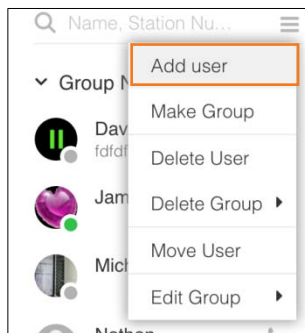 Name, Station Nu...
Add user
Group N
Make Group
Dav
fdfdf
Delete User
Jam
Delete Group
Move User
Mich
Edit Group
Nathan